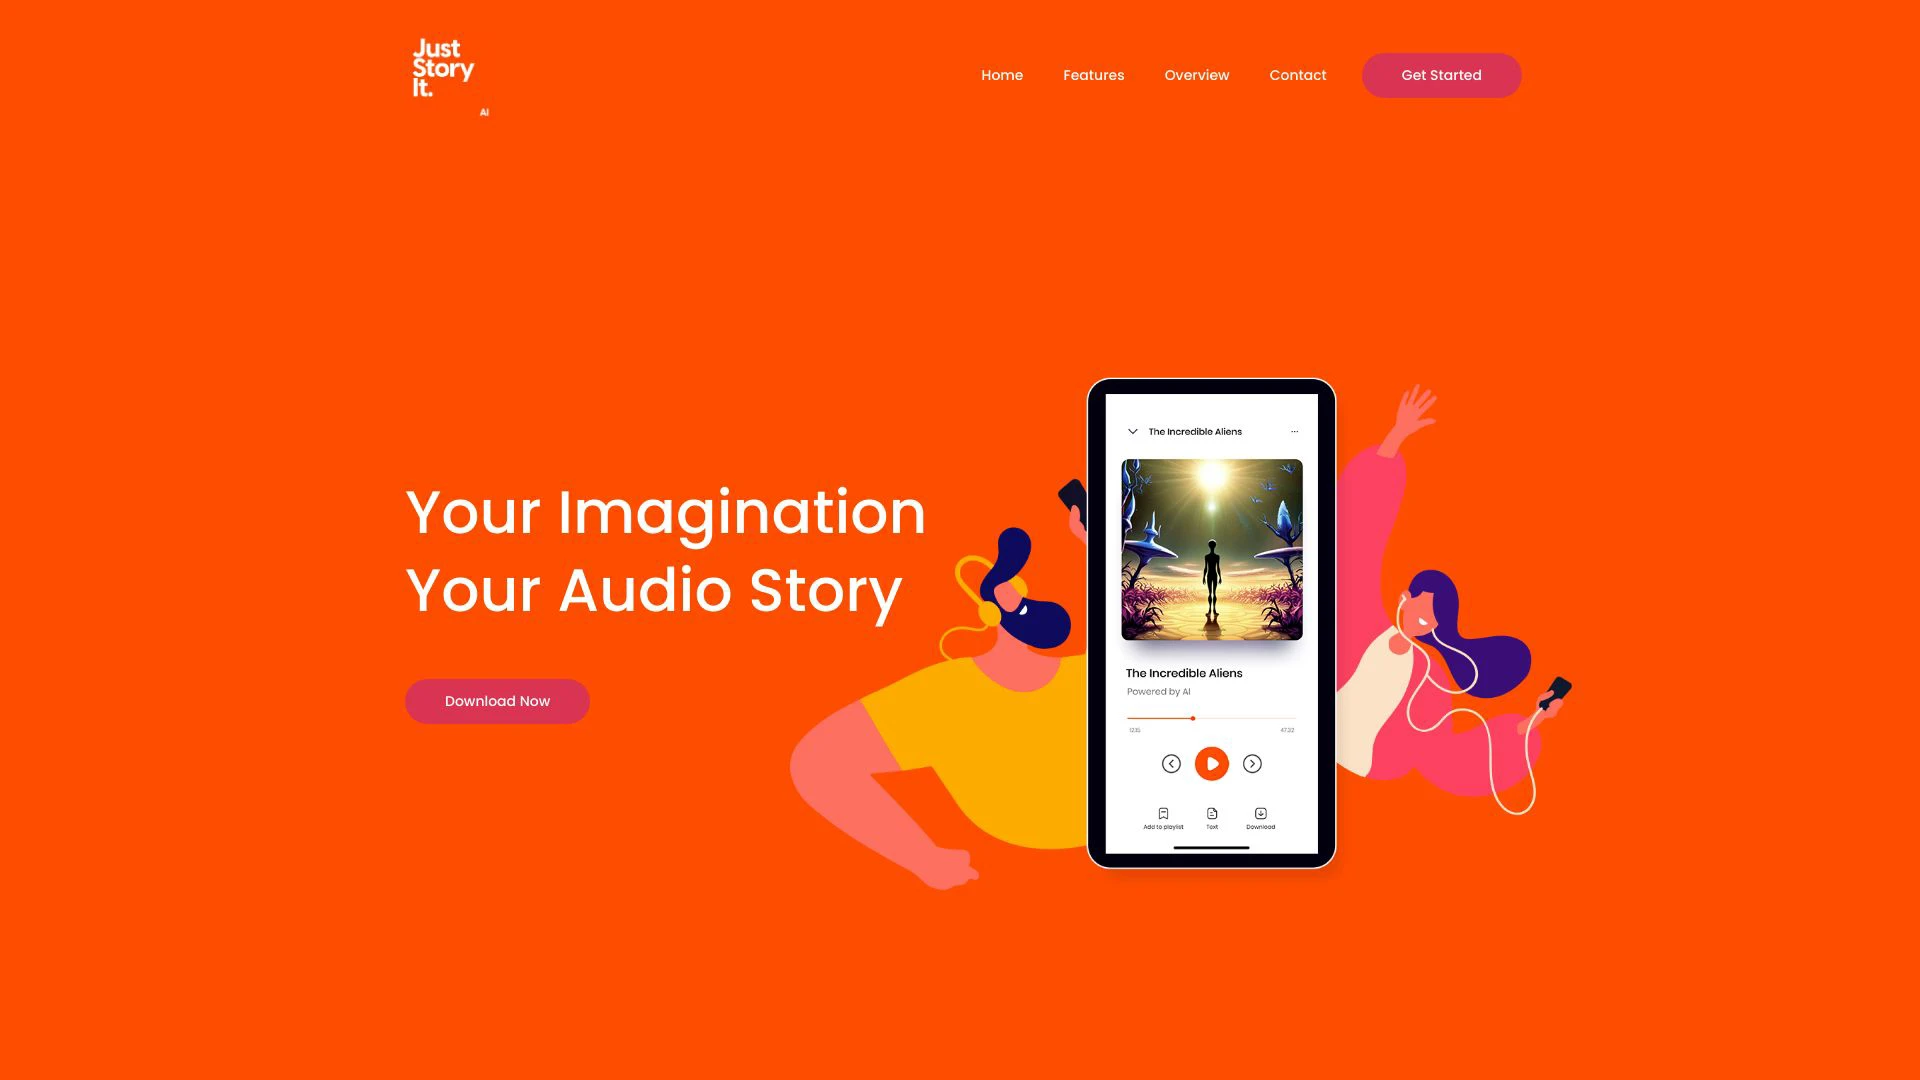 Just
Story
It.
AI
Home
Features
Overview
Contact
Get Started
Your Imagination
Your Audio Story
Download Now
The Incredible Aliens
The Incredible Aliens
Powered by AI
12:15
47:32
Add to playlist
Text
Download